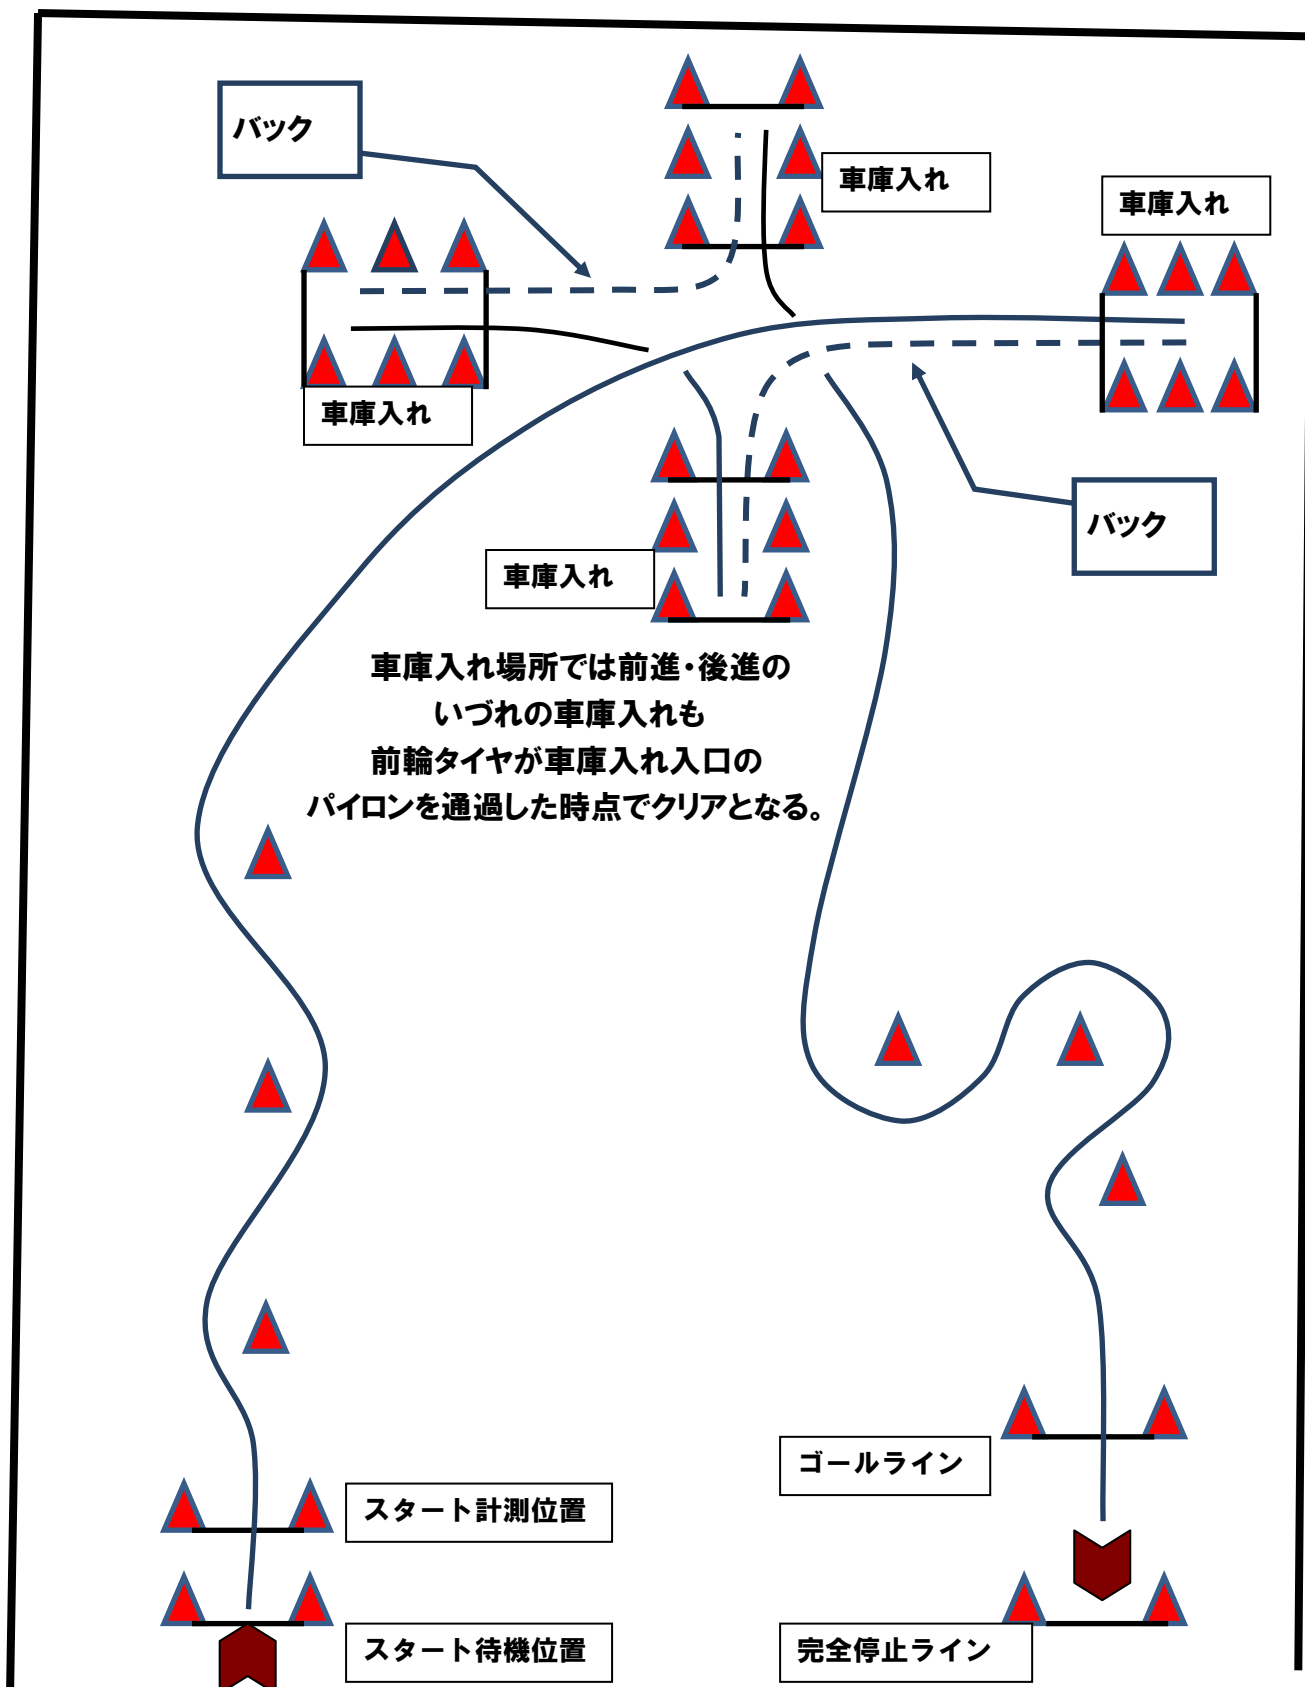 バック
車庫入れ
車庫入れ
車庫入れ
バック
車庫入れ
車庫入れ場所では前進・後進の
いづれの車庫入れも
前輪タイヤが車庫入れ入口の
パイロンを通過した時点でクリアとなる。
ゴールライン
スタート計測位置
スタート待機位置
完全停止ライン